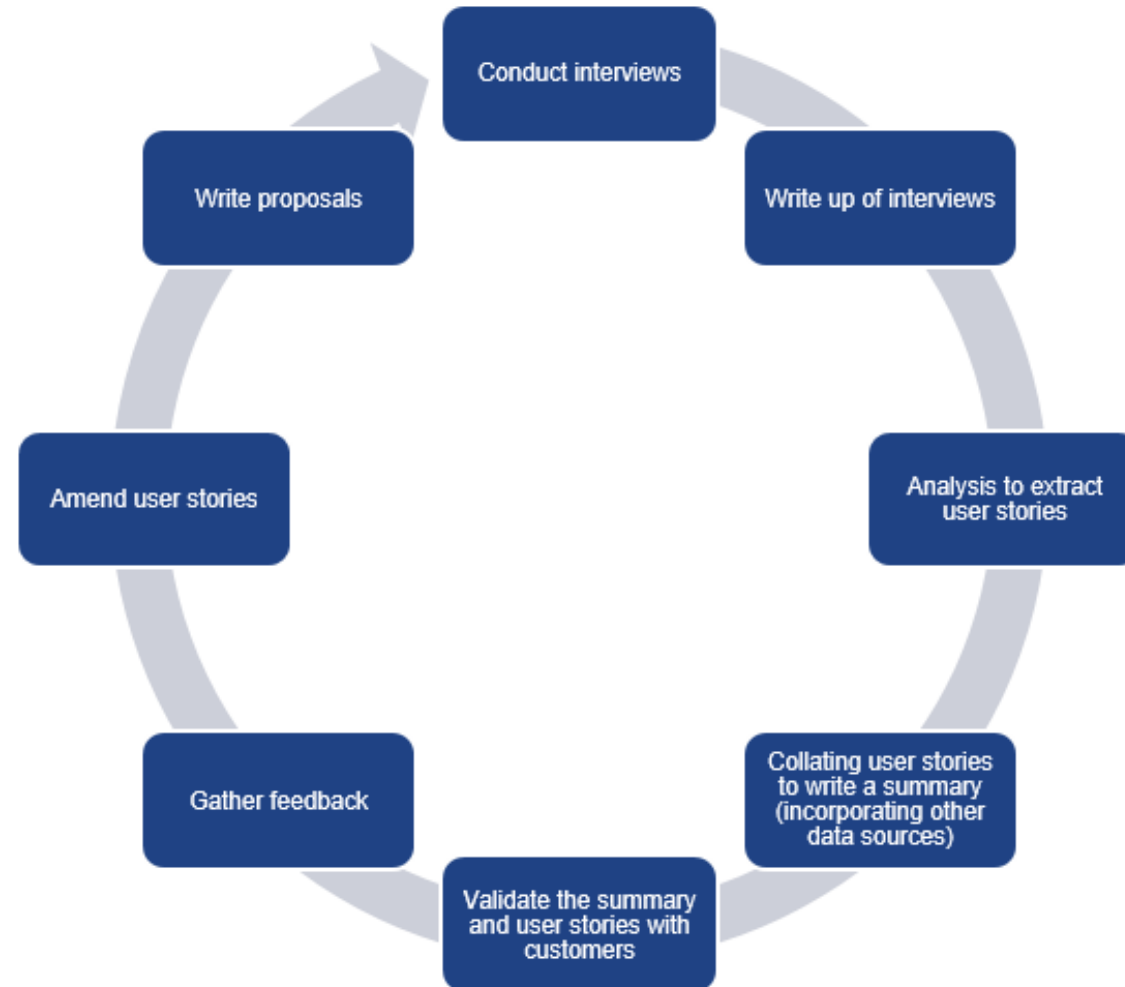 Conduct interviews
Write up of interviews
Analysis to extract
user stories
Collating user stories
to write a summary
(incorporating other
data sources)
Validate the summary
and user stories with
customers
Gather feedback
Amend user stories
Write proposals